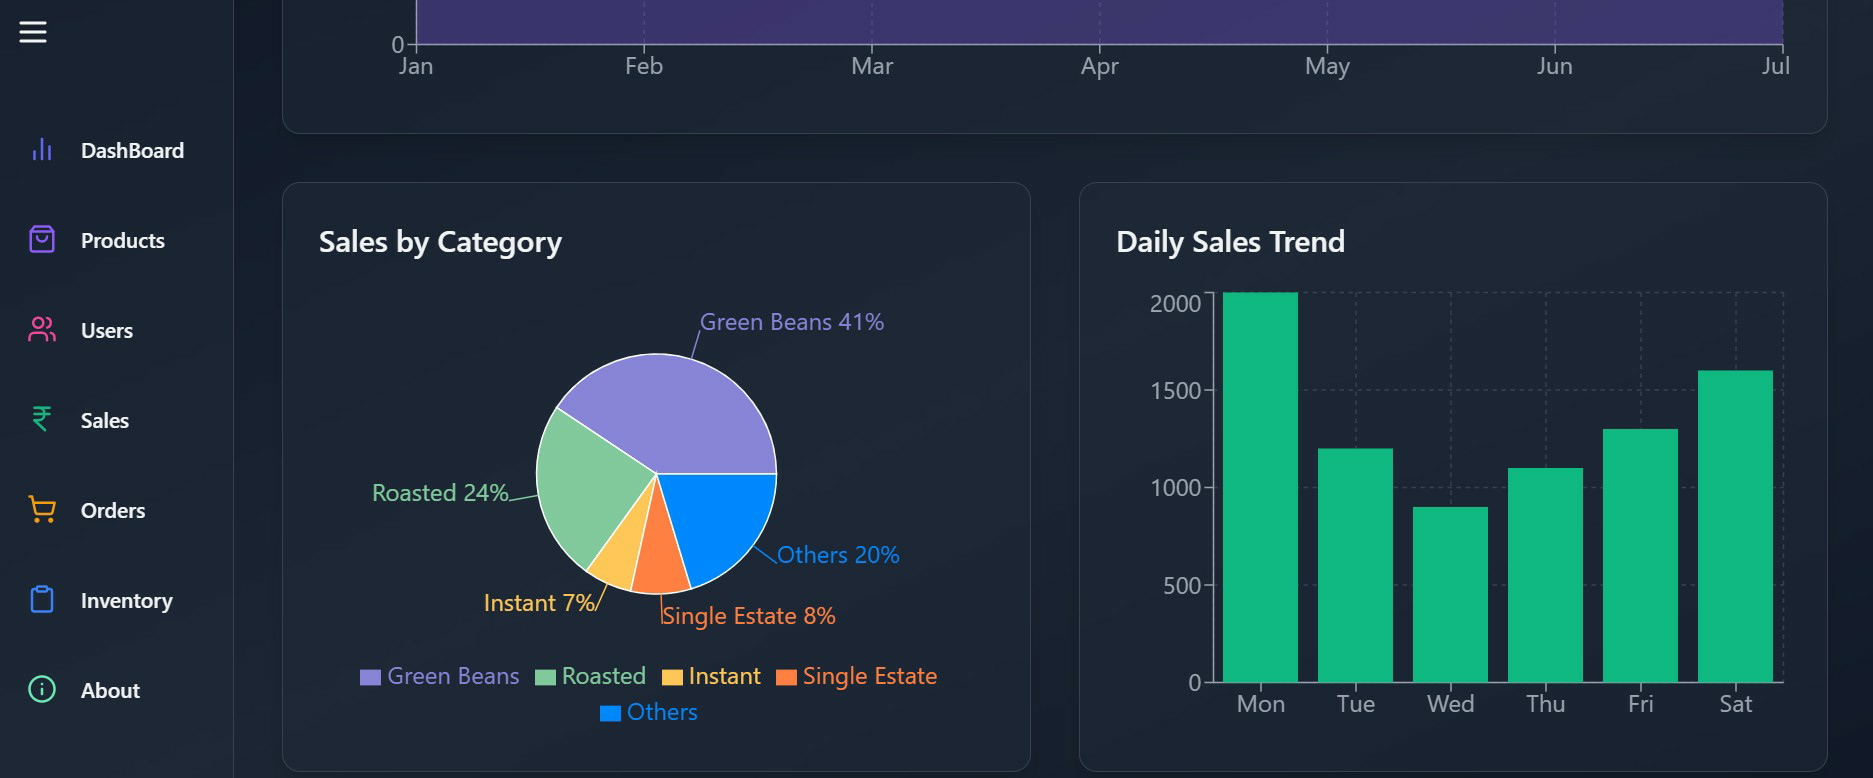 0
Jan Feb Mar Apr May Jun Jul
DashBoard
Products
Users
Sales
Orders
Inventory
About
Sales by Category
Green Beans 41%
Roasted 24%
Others 20%
Instant 7%
Single Estate 8%
Green Beans Roasted Instant Single Estate
Others
Daily Sales Trend
2000
1500
1000
500
0
Mon Tue Wed Thu Fri Sat